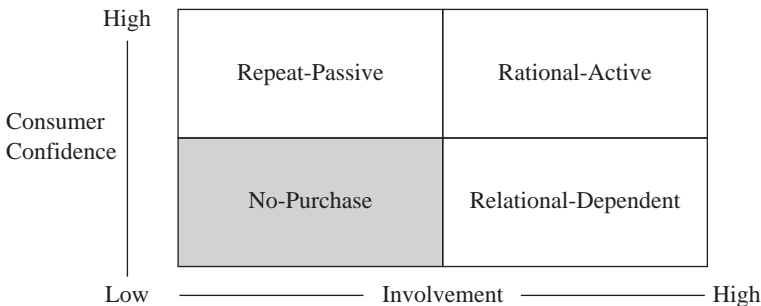 High
Repeat-Passive Rational-Active
Consumer
Confidence
No-Purchase Relational-Dependent
Low Involvement High